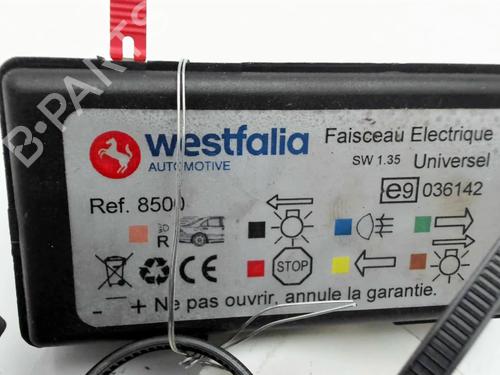 B-PARTS
westfalia
AUTOMOTIVE
Faisceau Electrique
SW 1.35 Universel
Ref. 8500
e9 036142
R
STOP
CE
- + Ne pas ouvrir, annule la garantie.